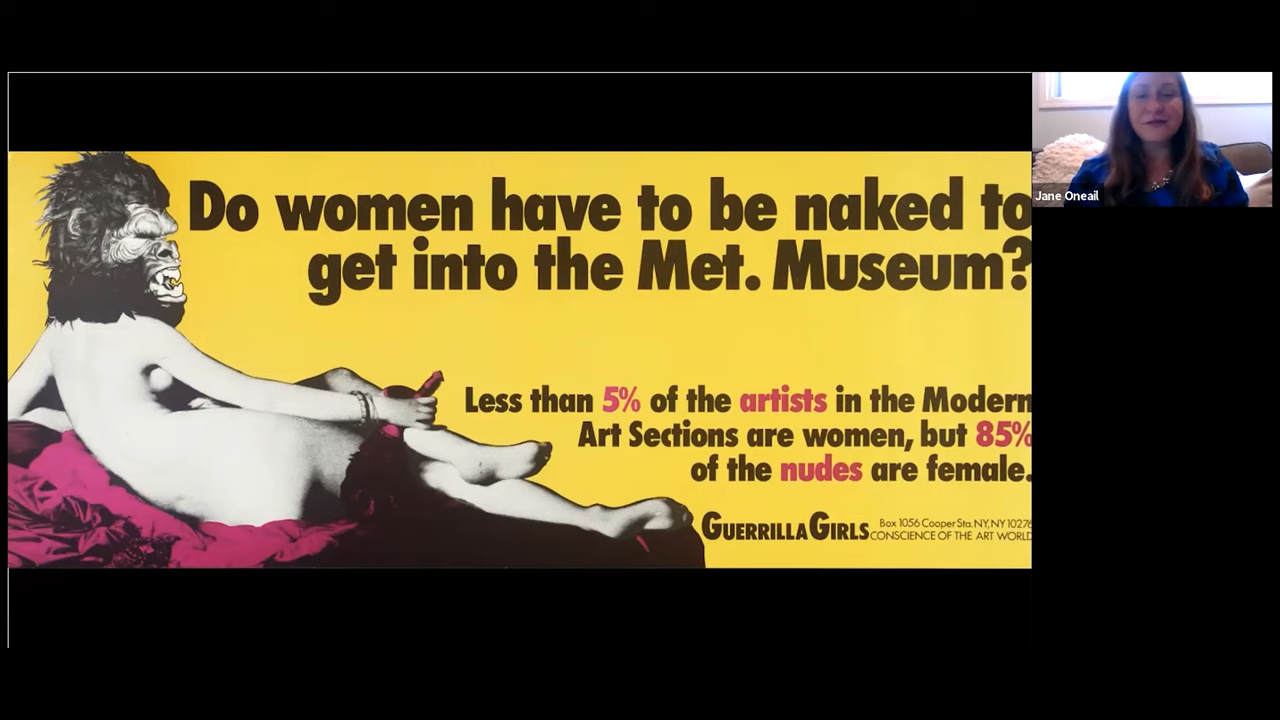 Do women have to be naked to
get into the Met. Museum?
Less than 5% of the artists in the Modern
Art Sections are women, but 85%
of the nudes are female.
GUERRILLA GIRLS
Box 1056 Cooper Sta. NY, NY 10276
CONSCIENCE OF THE ART WORLD
Jane Oneail